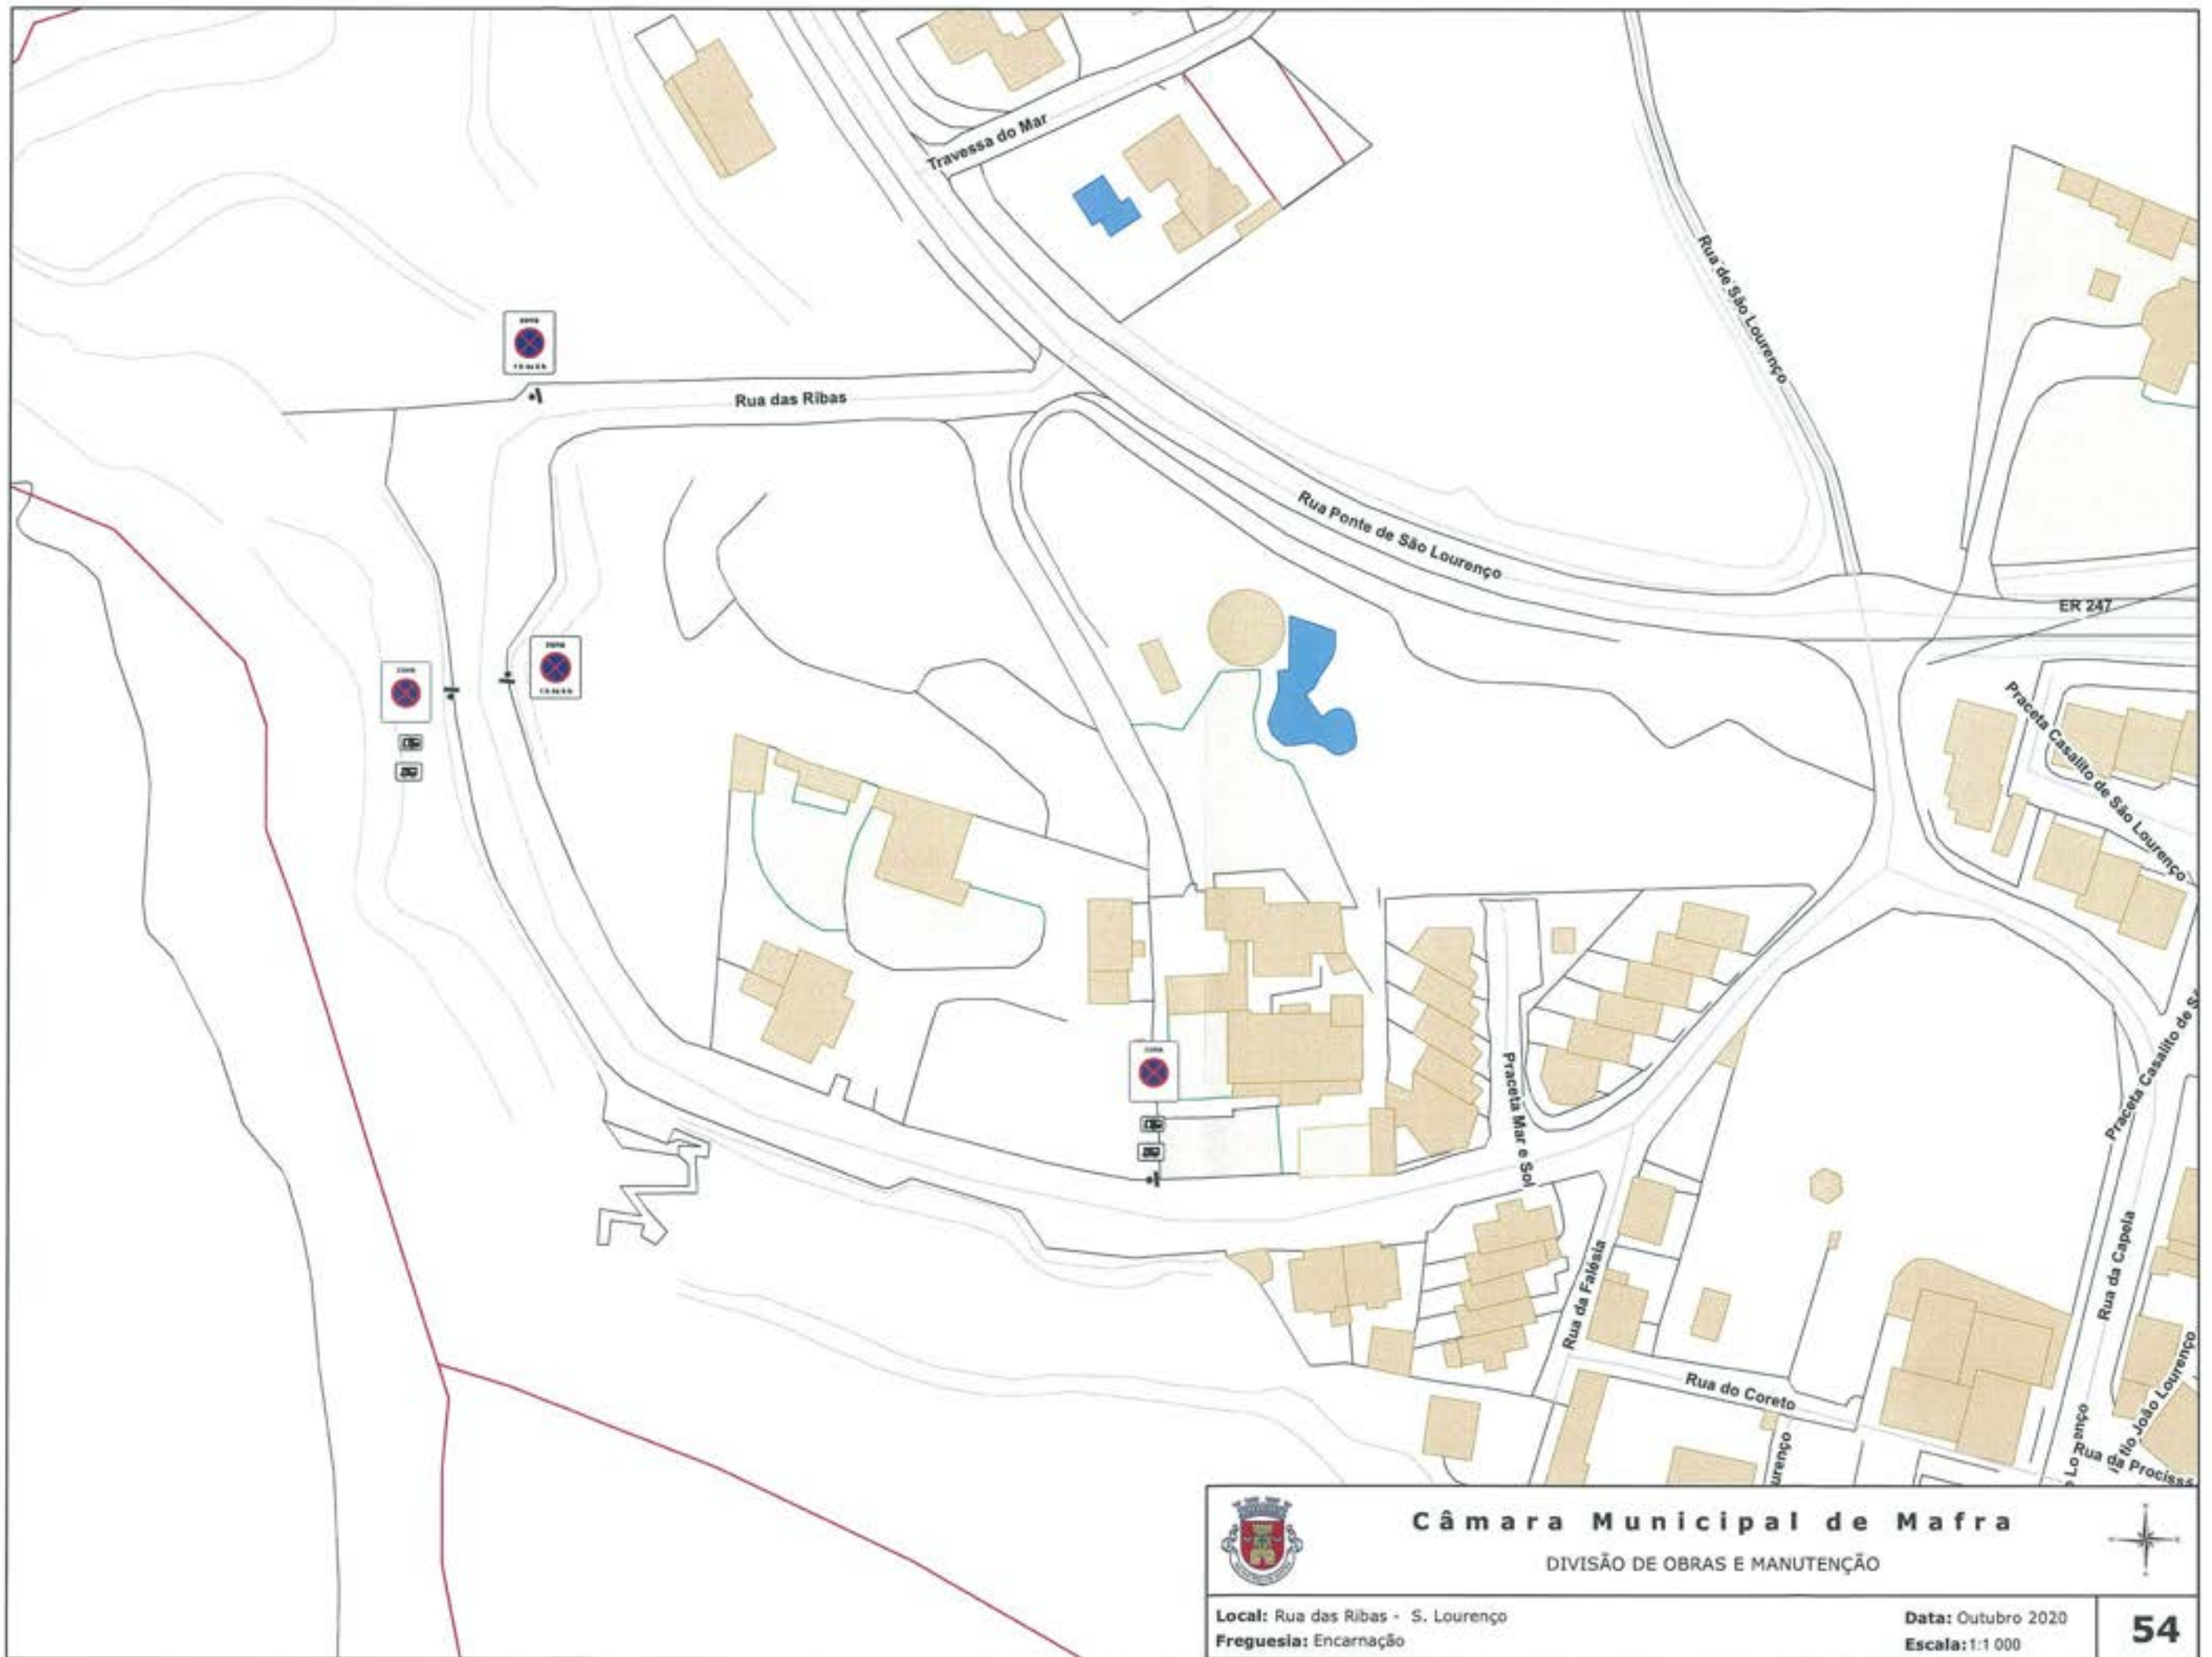 Travessa do Mar
Rua de São Lourenço
Rua das Ribas
Rua Ponte de São Lourenço
ER 247
Praceta Casalito de São Lourenço
Praceta Casalito de S
Praceta Mar e Sol
Rua da Falésia
Rua da Capela
Rua do Coreto
urenço
tio João Lourenço
Rua da Procissã
Câmara Municipal de Mafra
DIVISÃO DE OBRAS E MANUTENÇÃO
Local: Rua das Ribas - S. Lourenço
Freguesia: Encarnação
Data: Outubro 2020
Escala:1:1 000
54